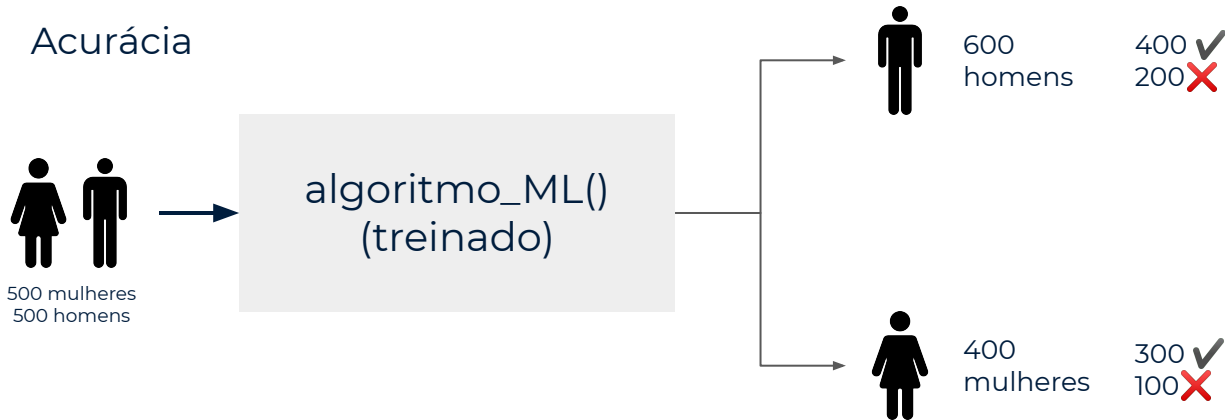 Acurácia
500 mulheres
500 homens
algoritmo_ML()
(treinado)
600
homens
400 ✔
200 ❌
400
mulheres
300 ✔
100 ❌